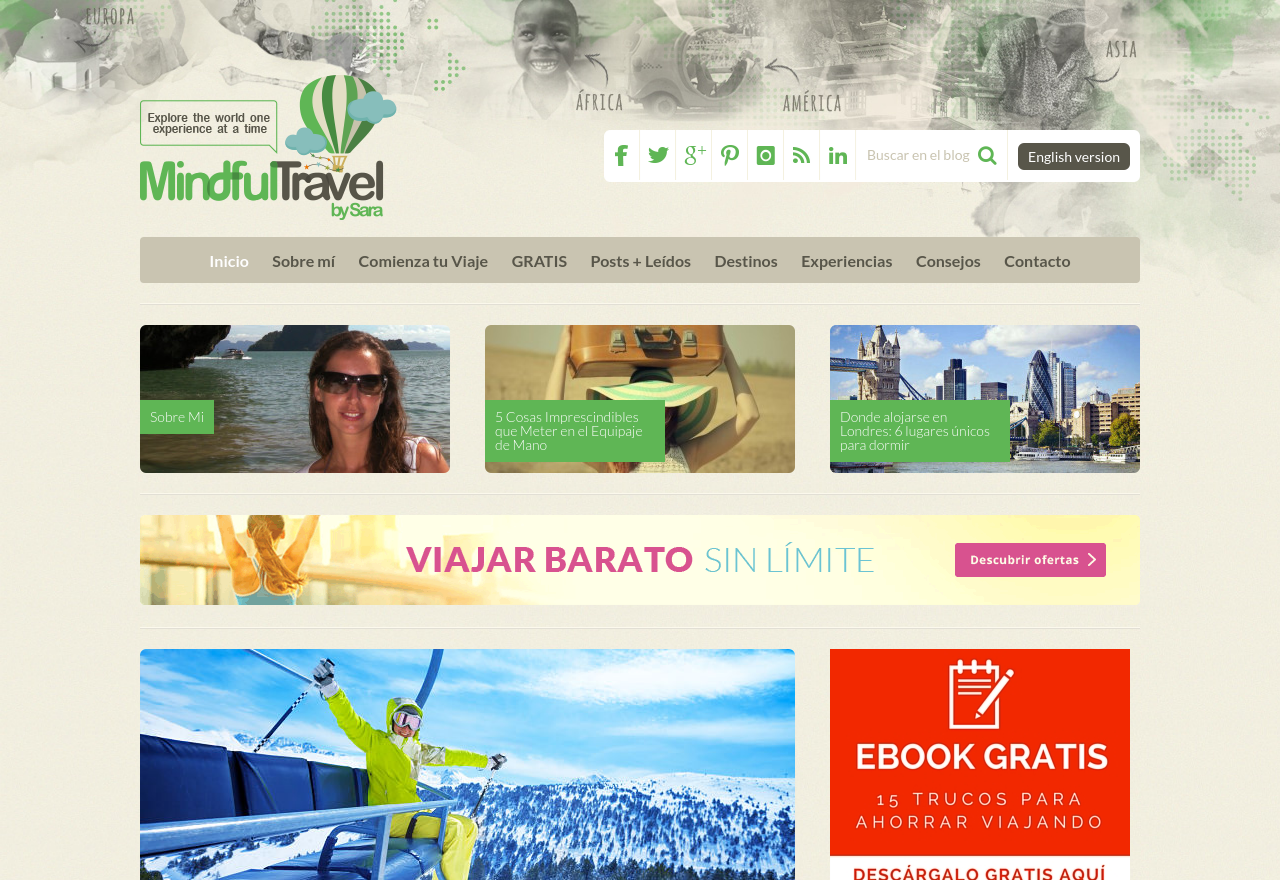 EUROPA
ÁFRICA
AMÉRICA
ASIA
Explore the world one
experience at a time
MindfulTravel
by Sara
Buscar en el blog
English version
Inicio Sobre mí Comienza tu Viaje GRATIS Posts + Leídos Destinos Experiencias Consejos Contacto
Sobre Mi
5 Cosas Imprescindibles
que Meter en el Equipaje
de Mano
Donde alojarse en
Londres: 6 lugares únicos
para dormir
VIAJAR BARATO SIN LÍMITE
Descubrir ofertas
EBOOK GRATIS
15 TRUCOS PARA
AHORRAR VIAJANDO
DESCÁRGALO GRATIS AQUÍ